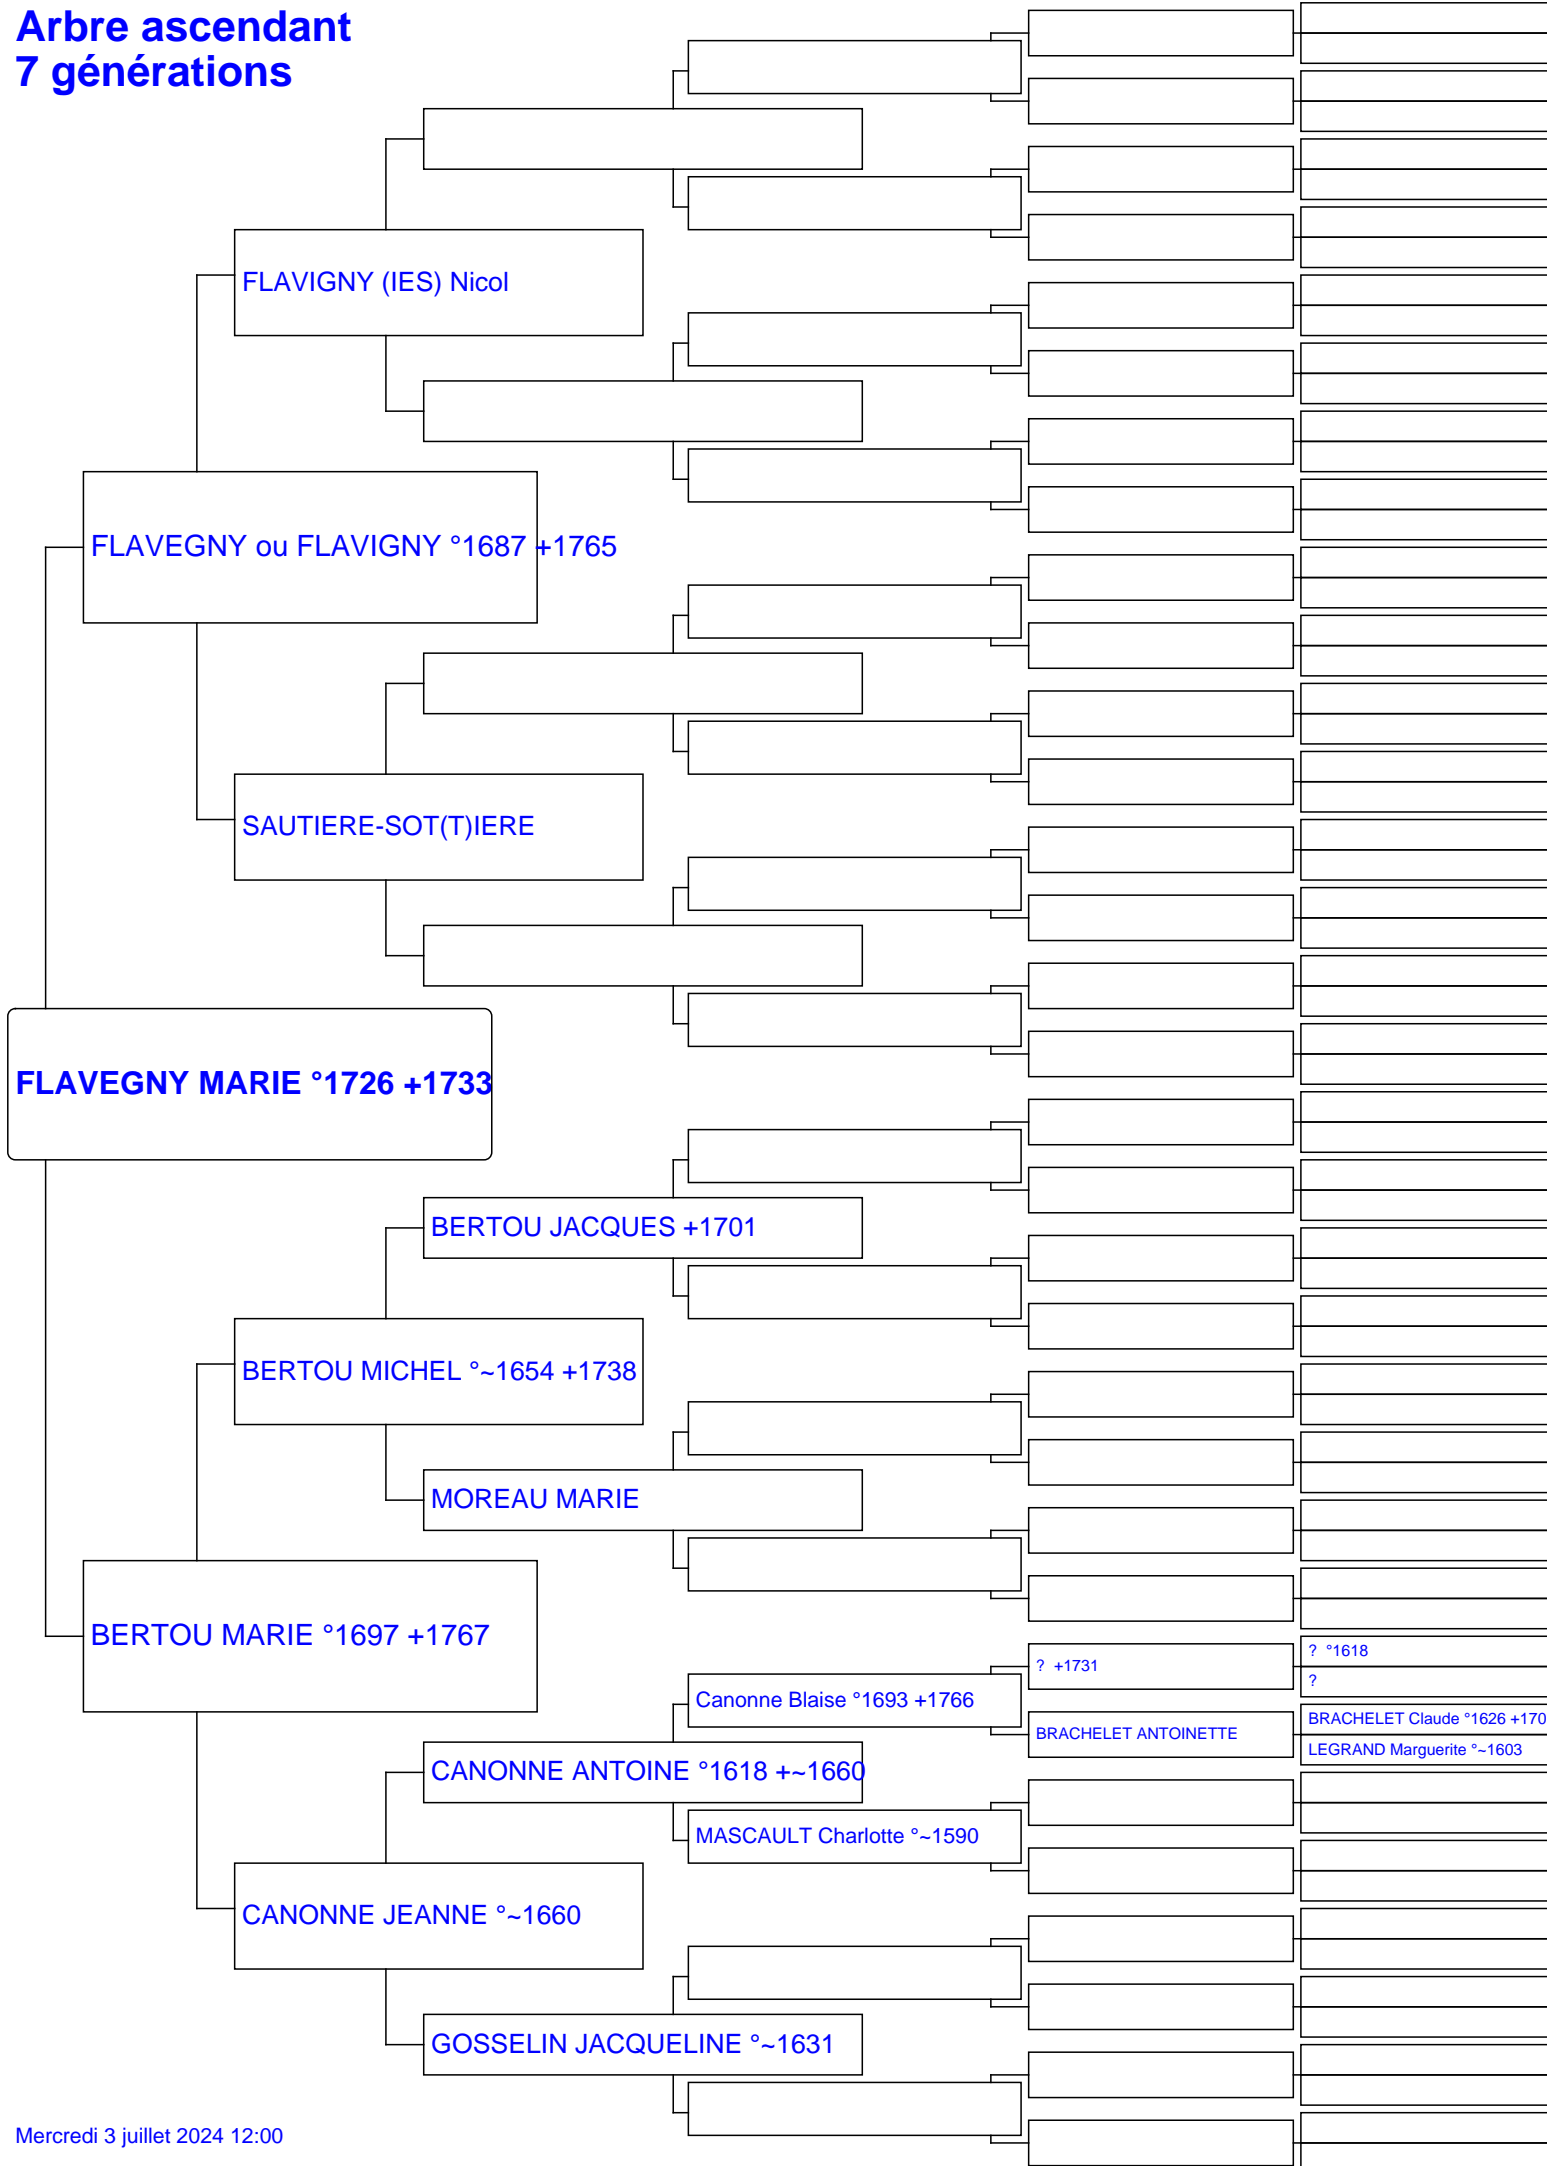 Arbre ascendant
7 générations
FLAVIGNY (IES) Nicol
FLAVEGNY ou FLAVIGNY °1687 +1765
SAUTIERE-SOT(T)IERE
FLAVEGNY MARIE °1726 +1733
BERTOU JACQUES +1701
BERTOU MICHEL °~1654 +1738
MOREAU MARIE
BERTOU MARIE °1697 +1767
? °1618
? +1731
?
Canonne Blaise °1693 +1766
BRACHELET Claude °1626 +170
BRACHELET ANTOINETTE
LEGRAND Marguerite °~1603
CANONNE ANTOINE °1618 +~1660
MASCAULT Charlotte °~1590
CANONNE JEANNE °~1660
GOSSELIN JACQUELINE °~1631
Mercredi 3 juillet 2024 12:00